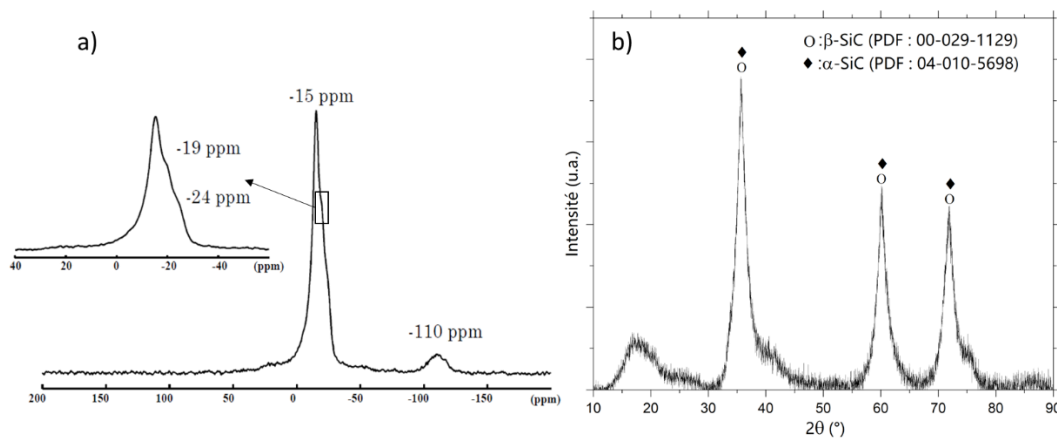 a)
-15 ppm
-19 ppm
-24 ppm
40 20 0 -20 -40 (ppm)
-110 ppm
200 150 100 50 0 -50 -100 -150 (ppm)
b)
O :β-SiC (PDF : 00-029-1129)
♦ :α-SiC (PDF : 04-010-5698)
Intensité (u.a.)
10 20 30 40 50 60 70 80 90
2θ (°)